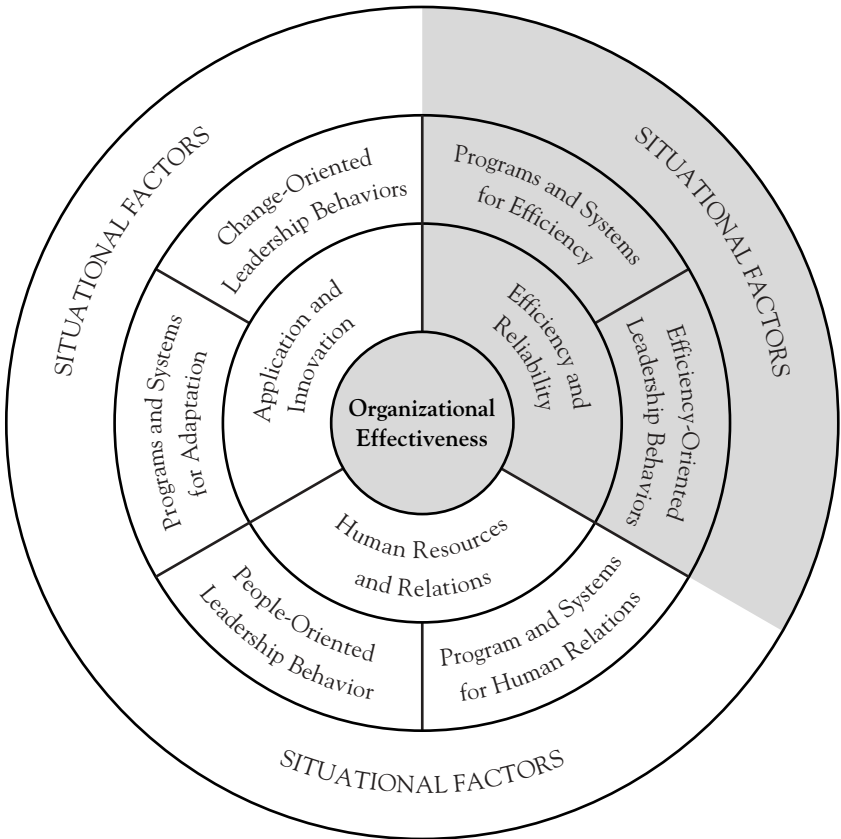 SITUATIONAL FACTORS
SITUATIONAL FACTORS
Change-Oriented
Leadership Behaviors
Programs and Systems
for Efficiency
Application and
Innovation
Efficiency and
Reliability
Programs and Systems
for Adaptation
Efficiency-Oriented
Leadership Behaviors
Organizational
Effectiveness
Human Resources
and Relations
People-Oriented
Leadership Behavior
Program and Systems
for Human Relations
SITUATIONAL FACTORS